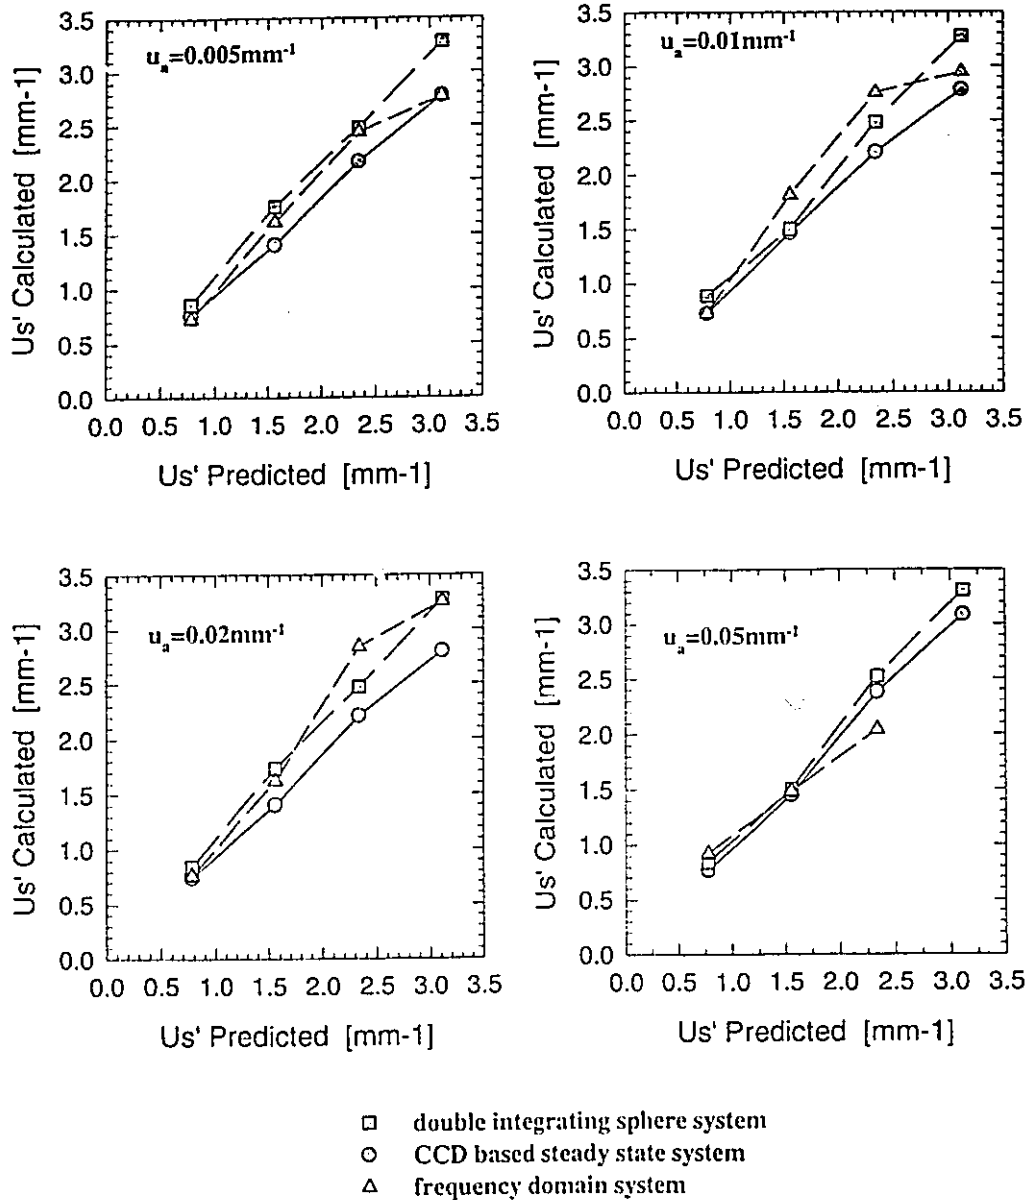 u_a=0.005mm⁻¹
3.5
3.0
2.5
2.0
1.5
1.0
0.5
0.0
Us' Calculated [mm-1]
0.0 0.5 1.0 1.5 2.0 2.5 3.0 3.5
Us' Predicted [mm-1]
u_a=0.01mm⁻¹
3.5
3.0
2.5
2.0
1.5
1.0
0.5
0.0
Us' Calculated [mm-1]
0.0 0.5 1.0 1.5 2.0 2.5 3.0 3.5
Us' Predicted [mm-1]
u_a=0.02mm⁻¹
3.5
3.0
2.5
2.0
1.5
1.0
0.5
0.0
Us' Calculated [mm-1]
0.0 0.5 1.0 1.5 2.0 2.5 3.0 3.5
Us' Predicted [mm-1]
u_a=0.05mm⁻¹
3.5
3.0
2.5
2.0
1.5
1.0
0.5
0.0
Us' Calculated [mm-1]
0.0 0.5 1.0 1.5 2.0 2.5 3.0 3.5
Us' Predicted [mm-1]
double integrating sphere system
CCD based steady state system
frequency domain system